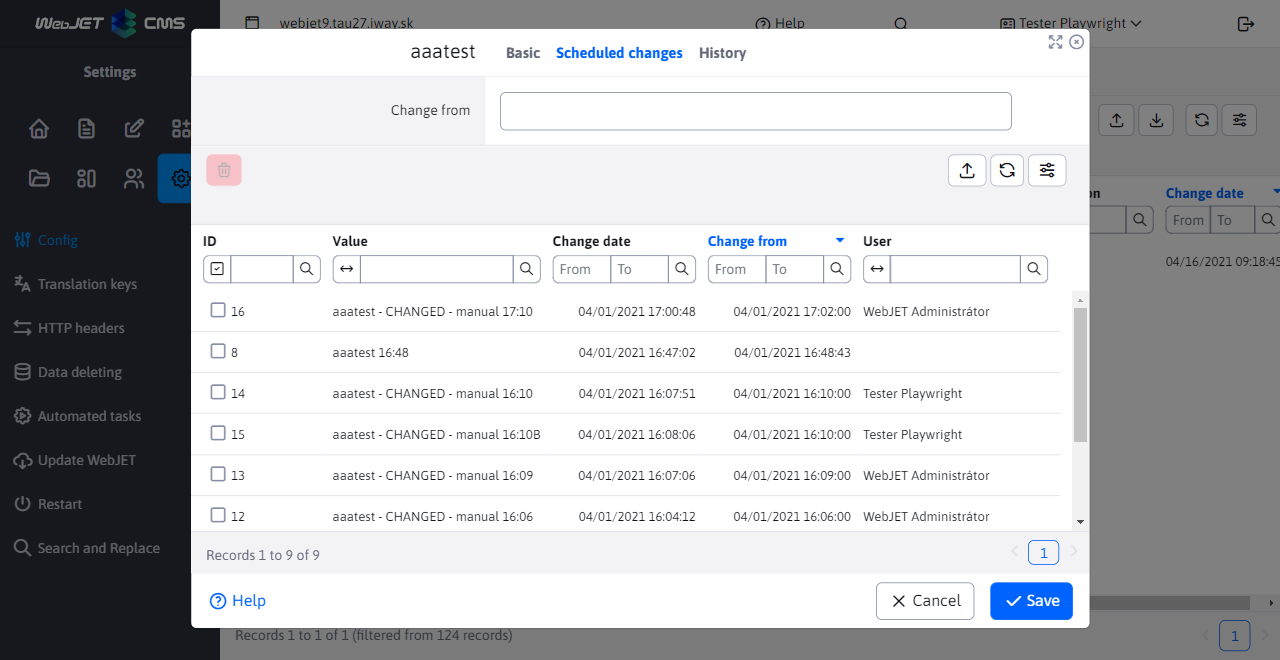 WebJET CMS
webjet9.tau27.iway.sk
Help
Tester Playwright
Settings
Config
Translation keys
HTTP headers
Data deleting
Automated tasks
Update WebJET
Restart
Search and Replace
aaatest Basic Scheduled changes History
Change from
on Change date
From To
04/16/2021 09:18:45
ID Value Change date Change from User
From To From To
16 aaatest - CHANGED - manual 17:10 04/01/2021 17:00:48 04/01/2021 17:02:00 WebJET Administrátor
8 aaatest 16:48 04/01/2021 16:47:02 04/01/2021 16:48:43
14 aaatest - CHANGED - manual 16:10 04/01/2021 16:07:51 04/01/2021 16:10:00 Tester Playwright
15 aaatest - CHANGED - manual 16:10B 04/01/2021 16:08:06 04/01/2021 16:10:00 Tester Playwright
13 aaatest - CHANGED - manual 16:09 04/01/2021 16:07:06 04/01/2021 16:09:00 WebJET Administrátor
12 aaatest - CHANGED - manual 16:06 04/01/2021 16:04:12 04/01/2021 16:06:00 WebJET Administrátor
Records 1 to 9 of 9 1
Help Cancel Save
Records 1 to 1 of 1 (filtered from 124 records) 1